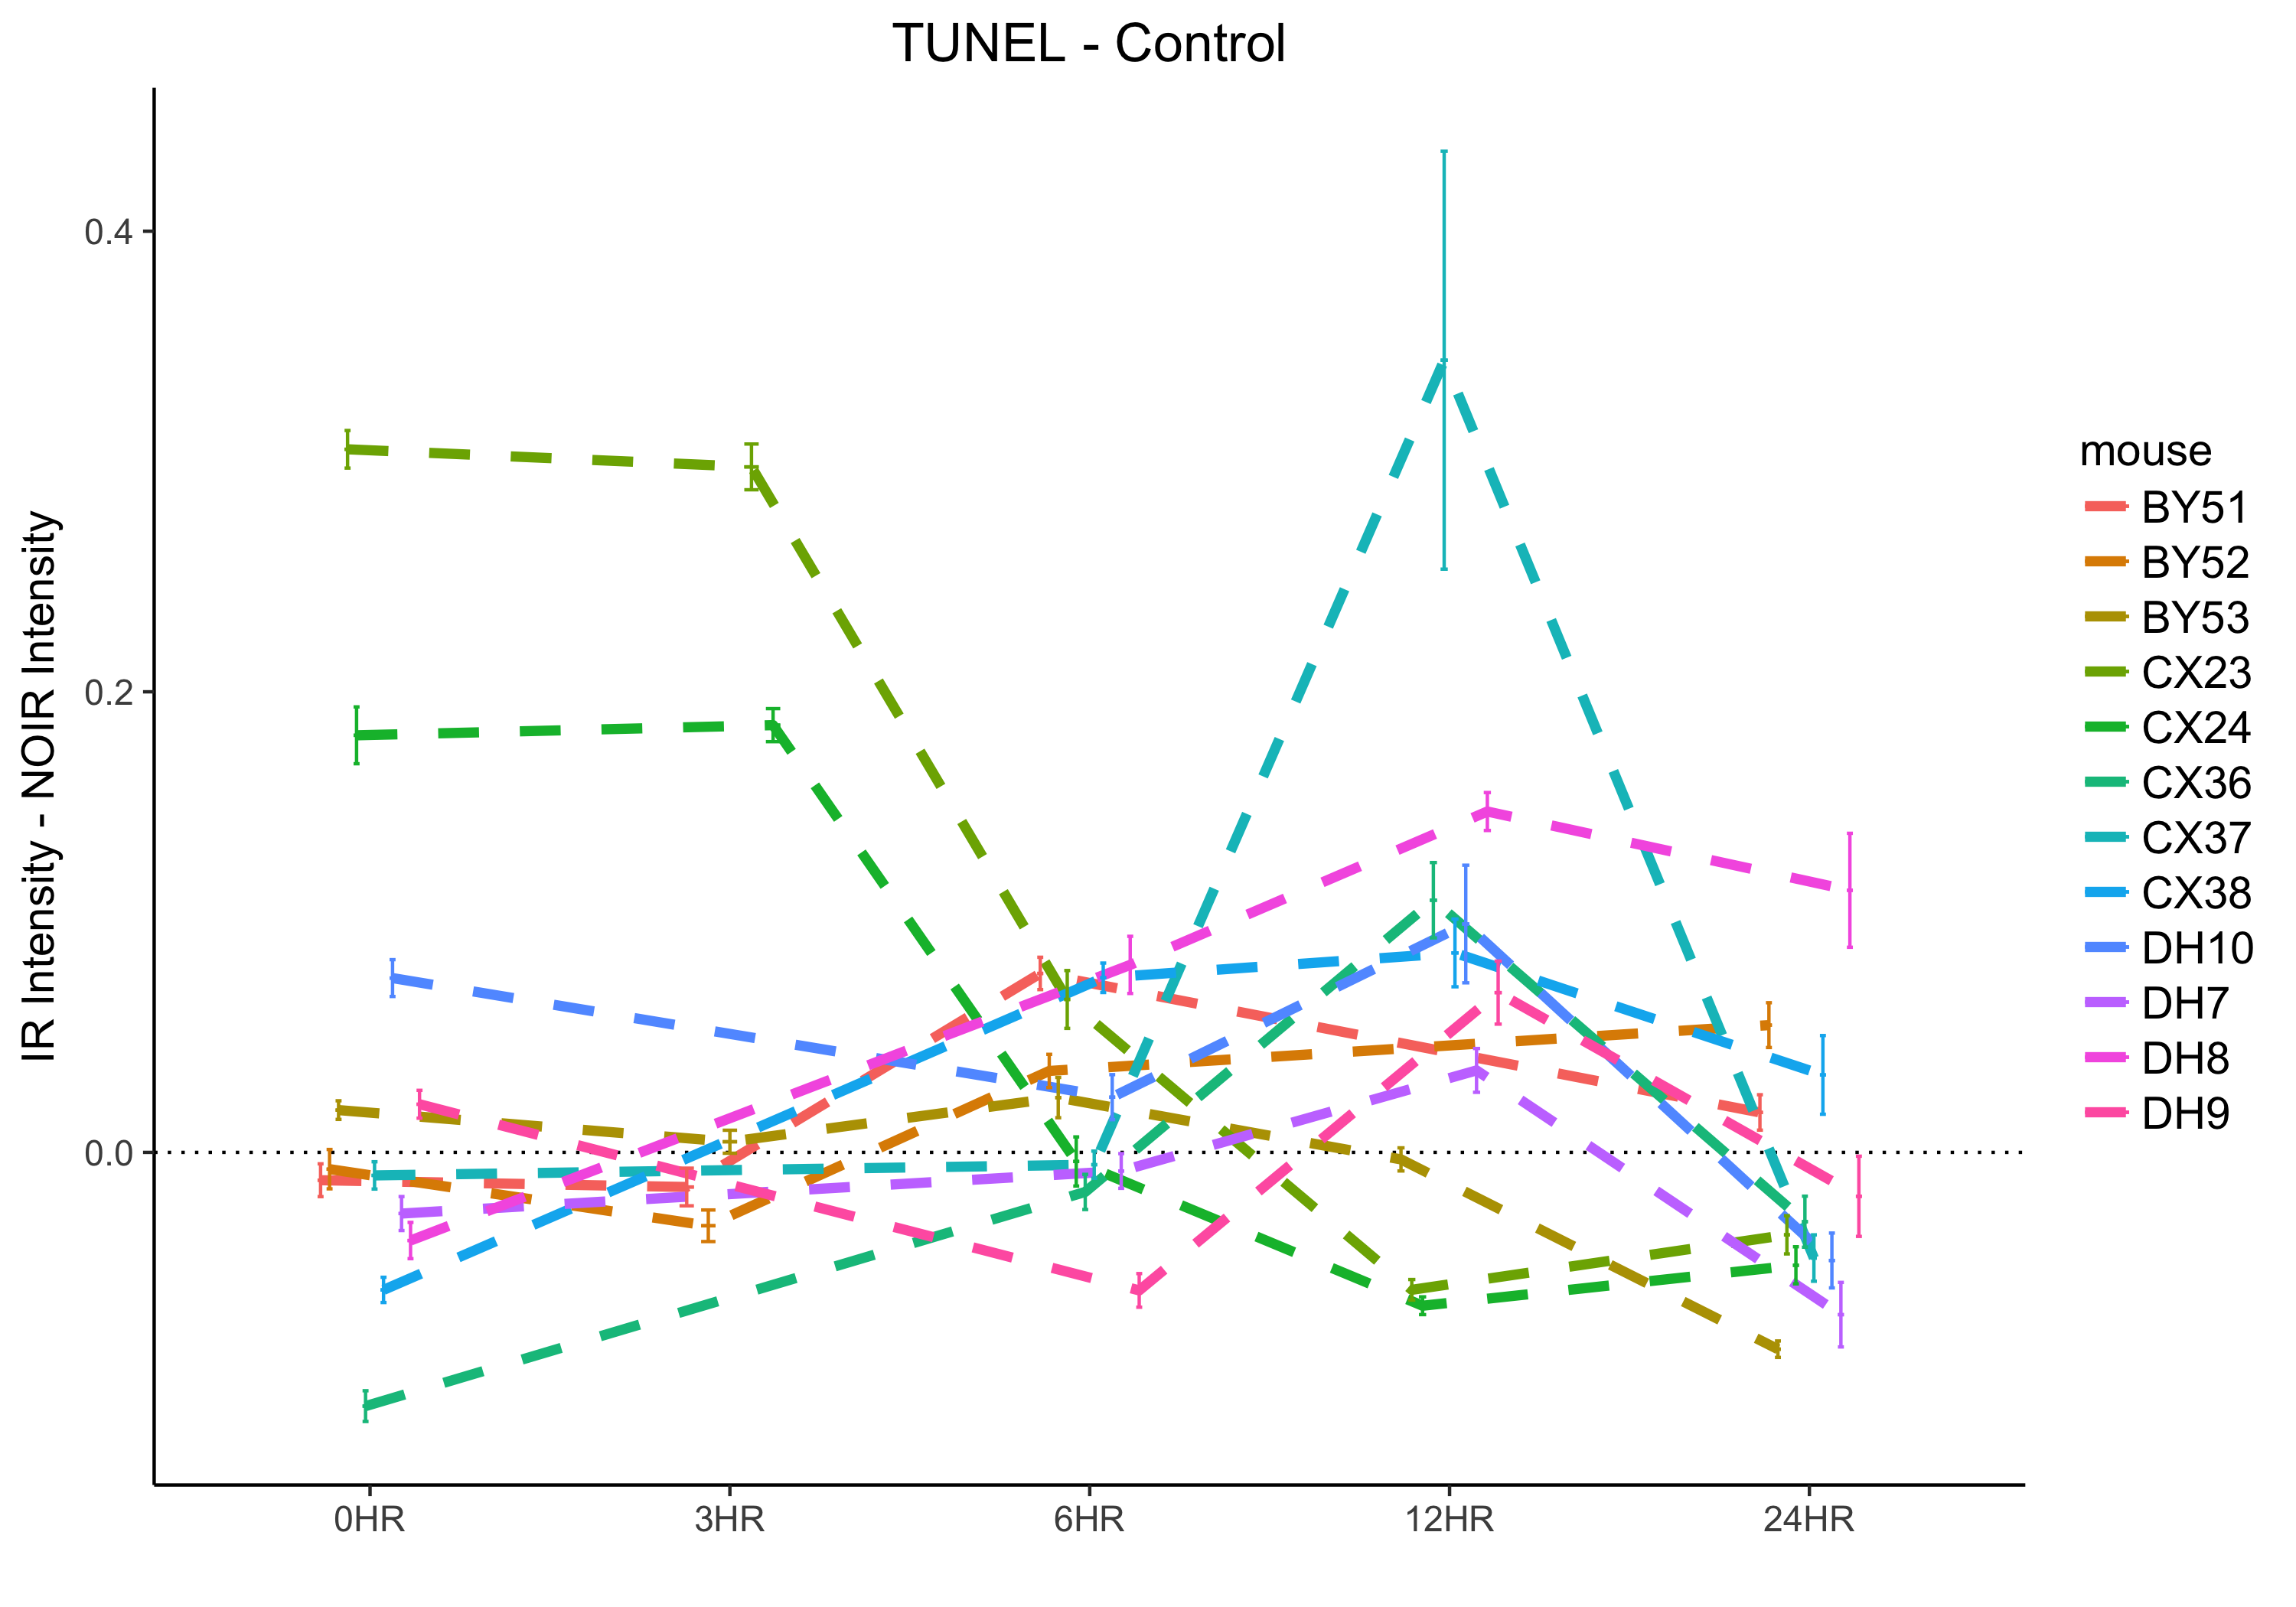 TUNEL - Control
IR Intensity - NOIR Intensity
0.4
0.2
0.0
0HR
3HR
6HR
12HR
24HR
mouse
BY51
BY52
BY53
CX23
CX24
CX36
CX37
CX38
DH10
DH7
DH8
DH9